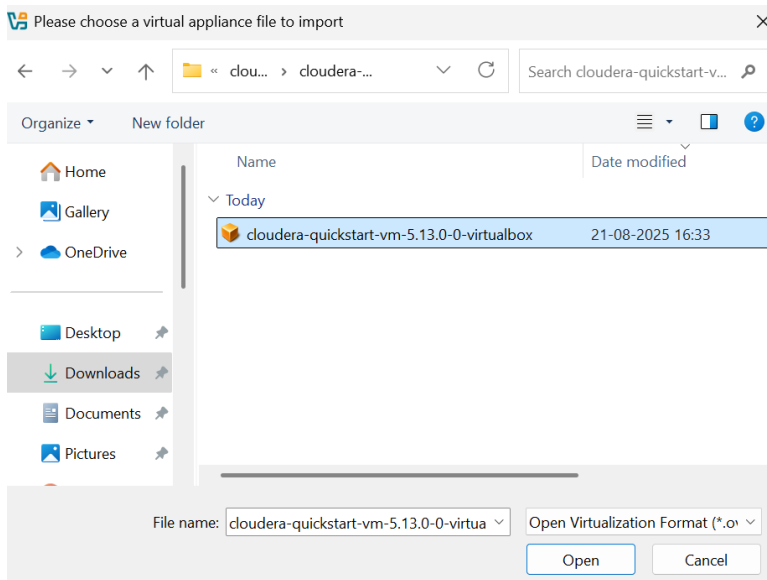 Please choose a virtual appliance file to import
« clou... › cloudera-...
Search cloudera-quickstart-v...
Organize
New folder
Home
Gallery
OneDrive
Desktop
Downloads
Documents
Pictures
Name
Date modified
Today
cloudera-quickstart-vm-5.13.0-0-virtualbox
21-08-2025 16:33
File name:
cloudera-quickstart-vm-5.13.0-0-virtua
Open Virtualization Format (*.ov
Open
Cancel